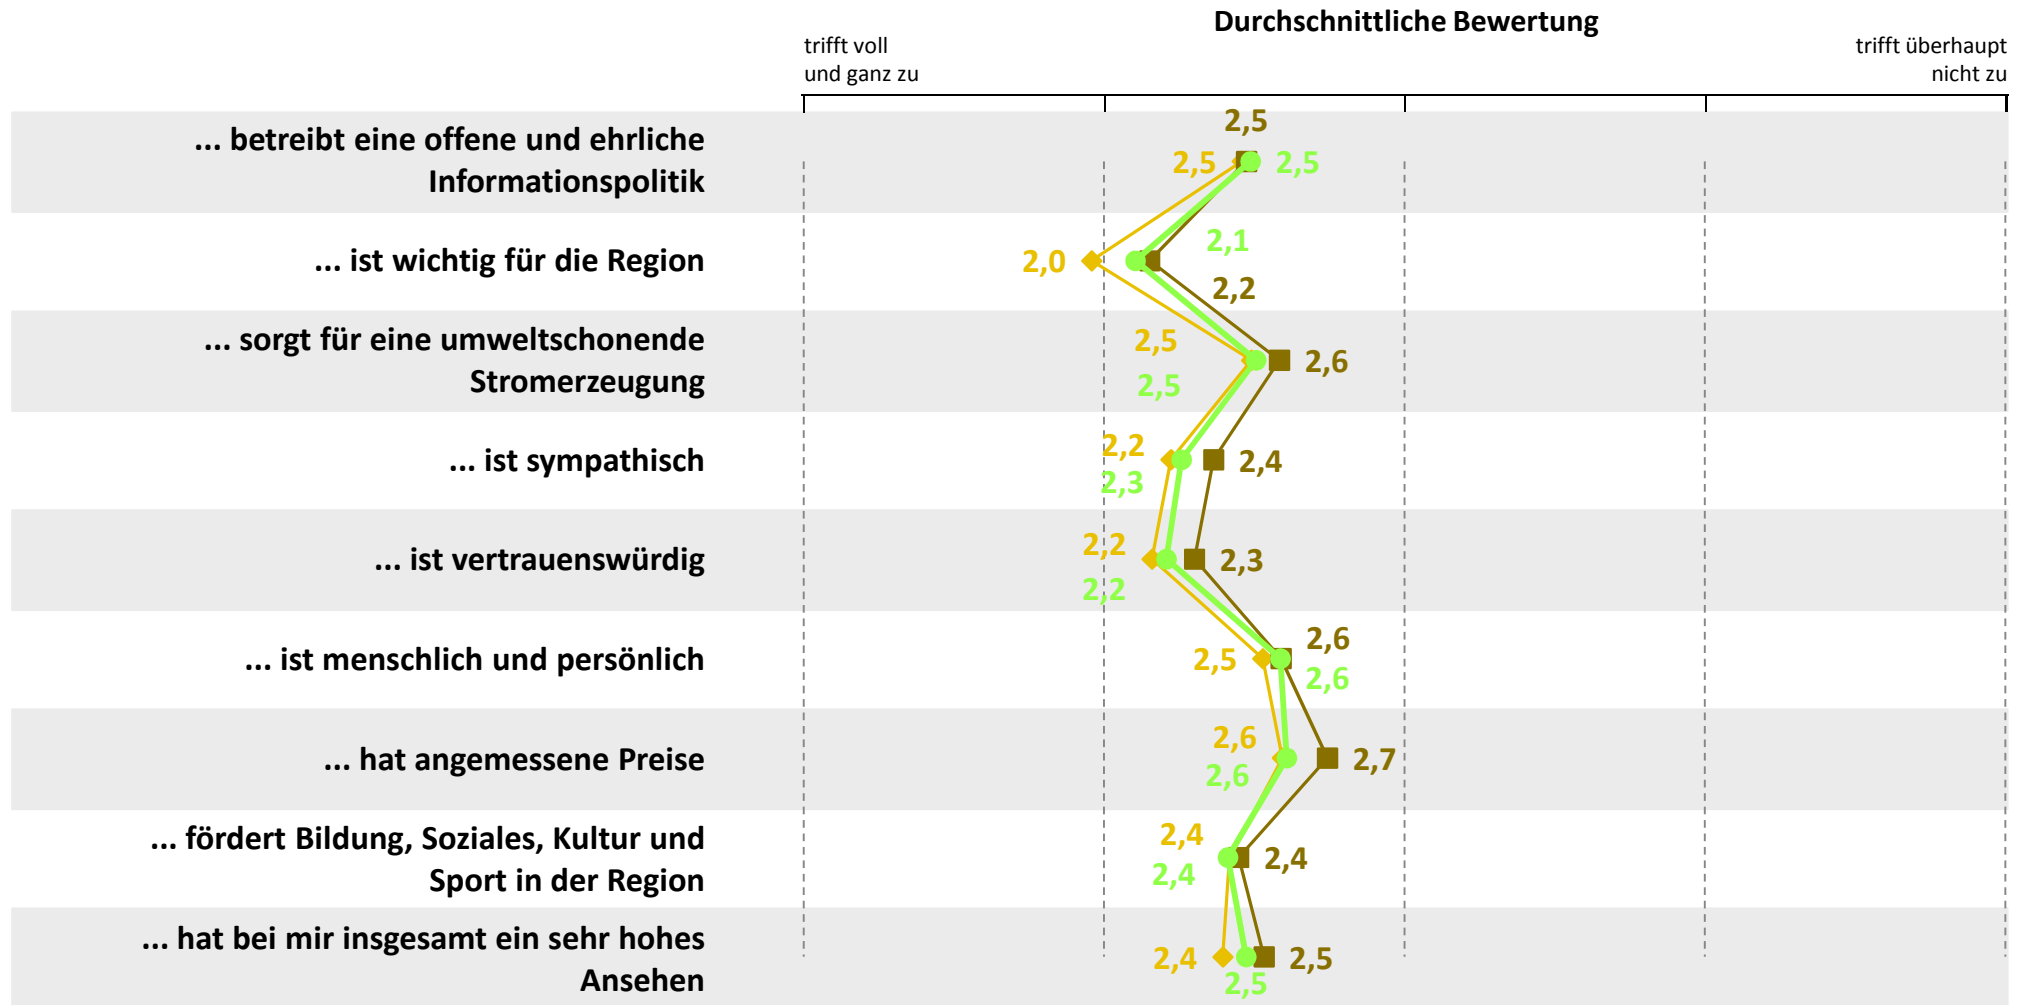 Durchschnittliche Bewertung
trifft voll
und ganz zu
trifft überhaupt
nicht zu
... betreibt eine offene und ehrliche
Informationspolitik
2,5
2,5
2,5
... ist wichtig für die Region
2,0
2,1
2,2
... sorgt für eine umweltschonende
Stromerzeugung
2,5
2,5
2,6
... ist sympathisch
2,2
2,3
2,4
... ist vertrauenswürdig
2,2
2,2
2,3
... ist menschlich und persönlich
2,5
2,6
2,6
... hat angemessene Preise
2,6
2,6
2,7
... fördert Bildung, Soziales, Kultur und
Sport in der Region
2,4
2,4
2,4
... hat bei mir insgesamt ein sehr hohes
Ansehen
2,4
2,5
2,5